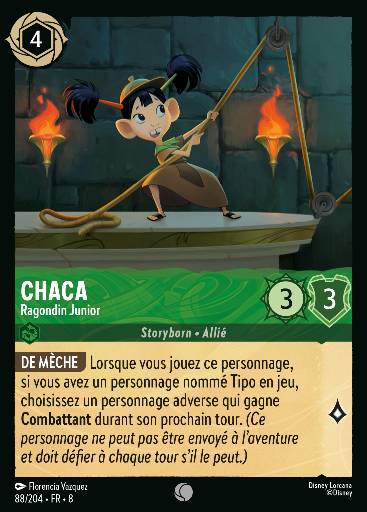 4
CHACA
Ragondin Junior
3
3
Storyborn • Allié
DE MÈCHE Lorsque vous jouez ce personnage,
si vous avez un personnage nommé Tipo en jeu,
choisissez un personnage adverse qui gagne
Combattant durant son prochain tour. (Ce
personnage ne peut pas être envoyé à l'aventure
et doit défier à chaque tour s'il le peut.)
Florencia Vazquez
88/204 • FR • 8
Disney Lorcana
©Disney